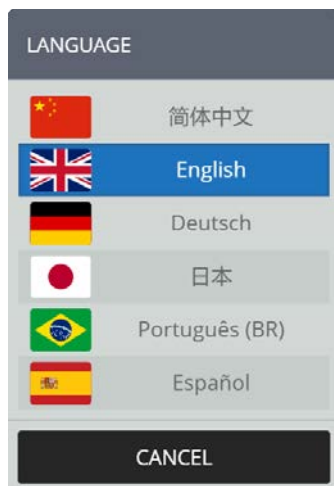 LANGUAGE
简体中文
English
Deutsch
日本
Português (BR)
Español
CANCEL